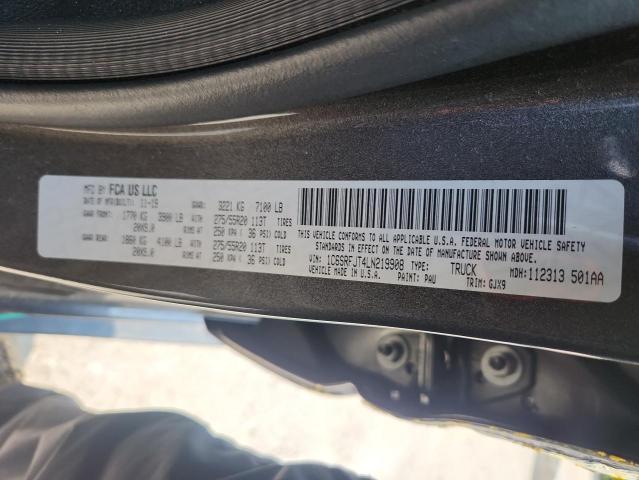 MFD BY FCA US LLC
DATE OF MFR(BUILT): 11-19 GVWR: 3221 KG 7100 LB
GAWR FRONT: 1770 KG 3900 LB WITH 275/55R20 113T TIRES
20X9.0 RIMS AT 250 KPA ( 36 PSI) COLD
GAWR REAR: 1860 KG 4100 LB WITH 275/55R20 113T TIRES
20X9.0 RIMS AT 250 KPA ( 36 PSI) COLD
THIS VEHICLE CONFORMS TO ALL APPLICABLE U.S.A. FEDERAL MOTOR VEHICLE SAFETY
STANDARDS IN EFFECT ON THE DATE OF MANUFACTURE SHOWN ABOVE.
VIN: 1C6SRFJT4LN219908 TYPE: TRUCK MDH:112313 501AA
VEHICLE MADE IN U.S.A. PAINT: PAU TRIM: GJX9